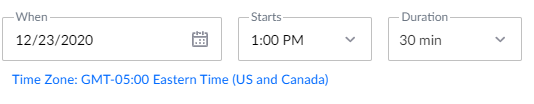 When Starts Duration
12/23/2020 1:00 PM 30 min
Time Zone: GMT-05:00 Eastern Time (US and Canada)